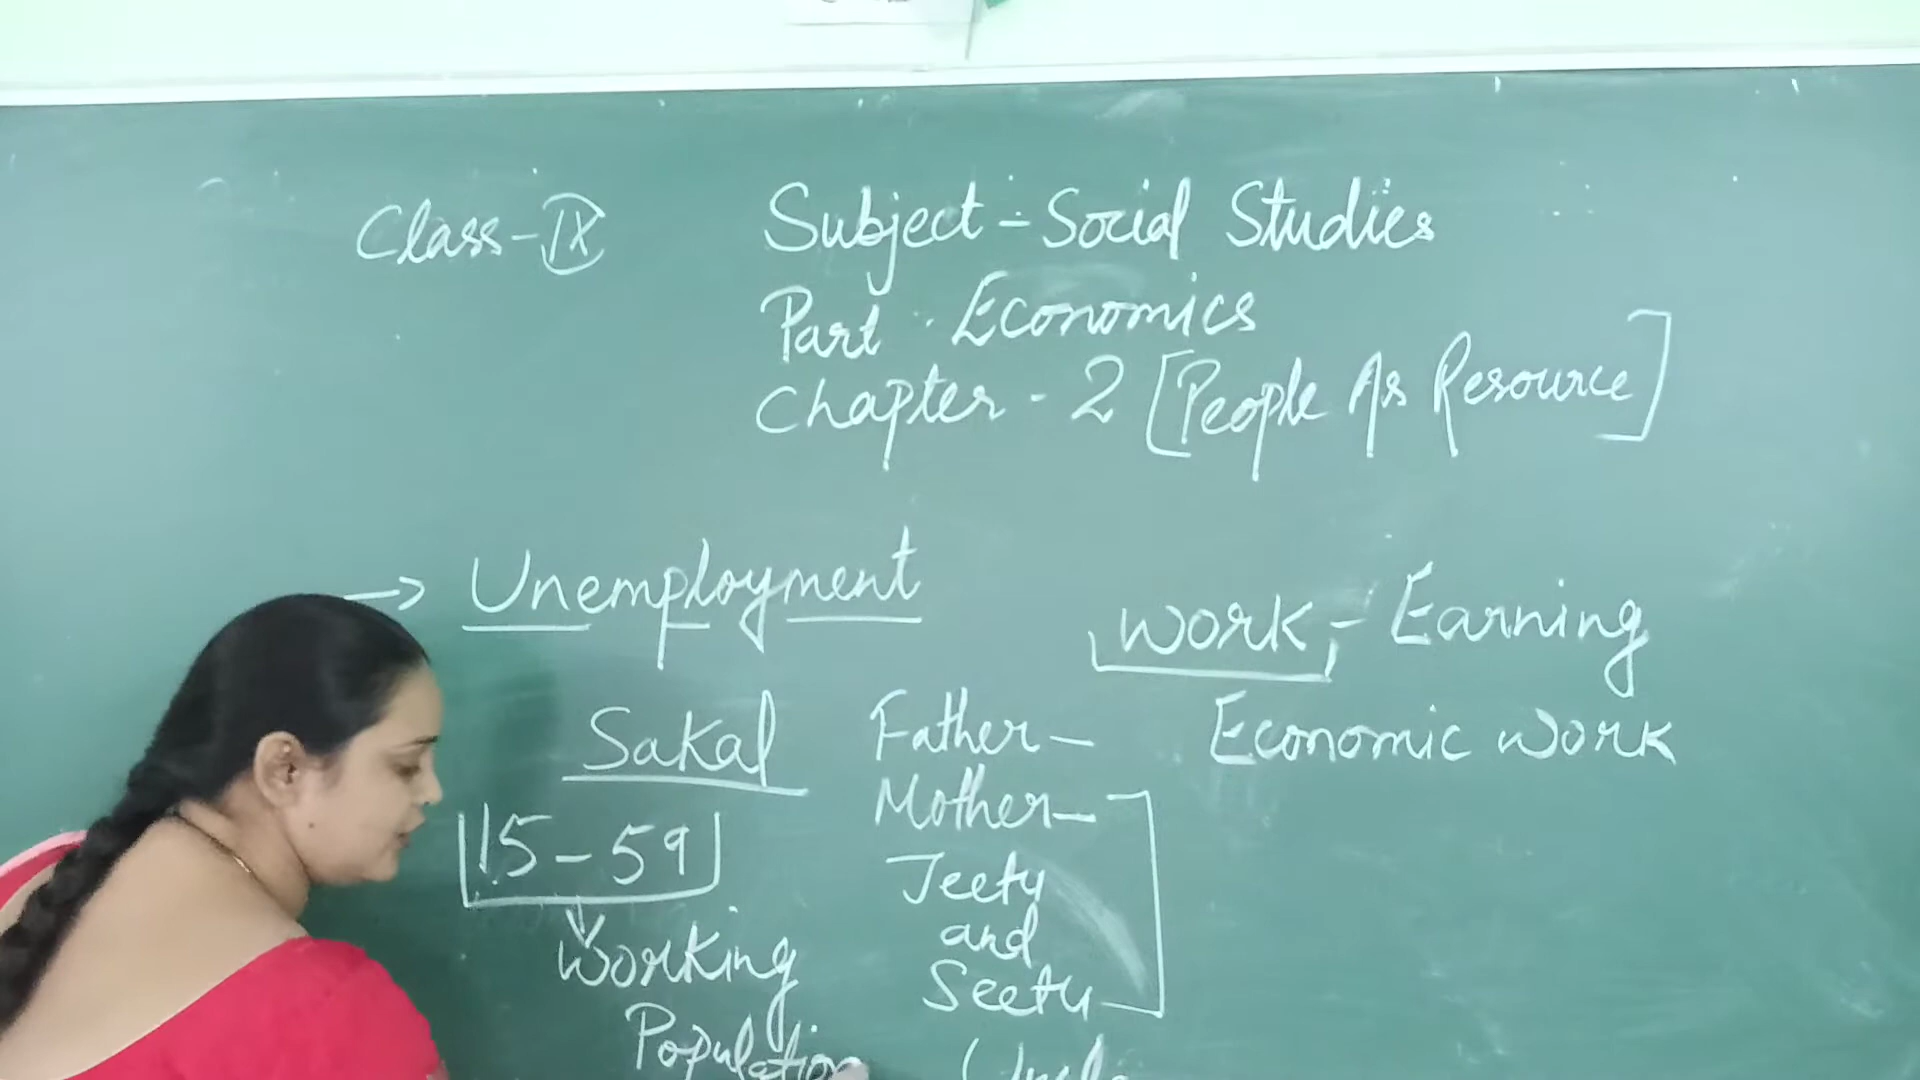 Class-IX
Subject - Social Studies
Part - Economics
Chapter - 2 [People As Resource]
→ Unemployment
Work - Earning
Economic Work
Sakal
15-59
Working
Population
Father-
Mother-
Jeety
and
Seetu
Uncle